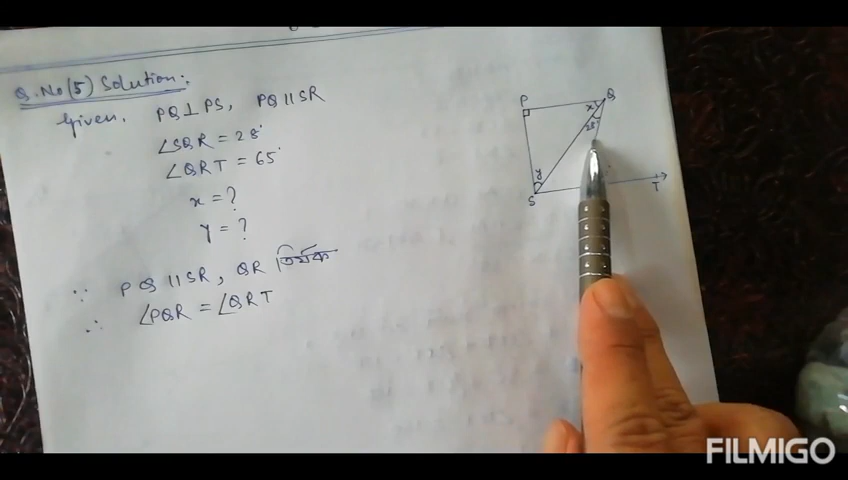 Q. No(5) Solution:
Given, PQ⊥PS, PQ॥SR
∠SQR = 28°
∠QRT = 65°
x = ?
y = ?
∵ PQ॥SR, QR তিৰ্যক
∴ ∠PQR = ∠QRT
P
Q
x
28°
y
S
T
FILMIGO